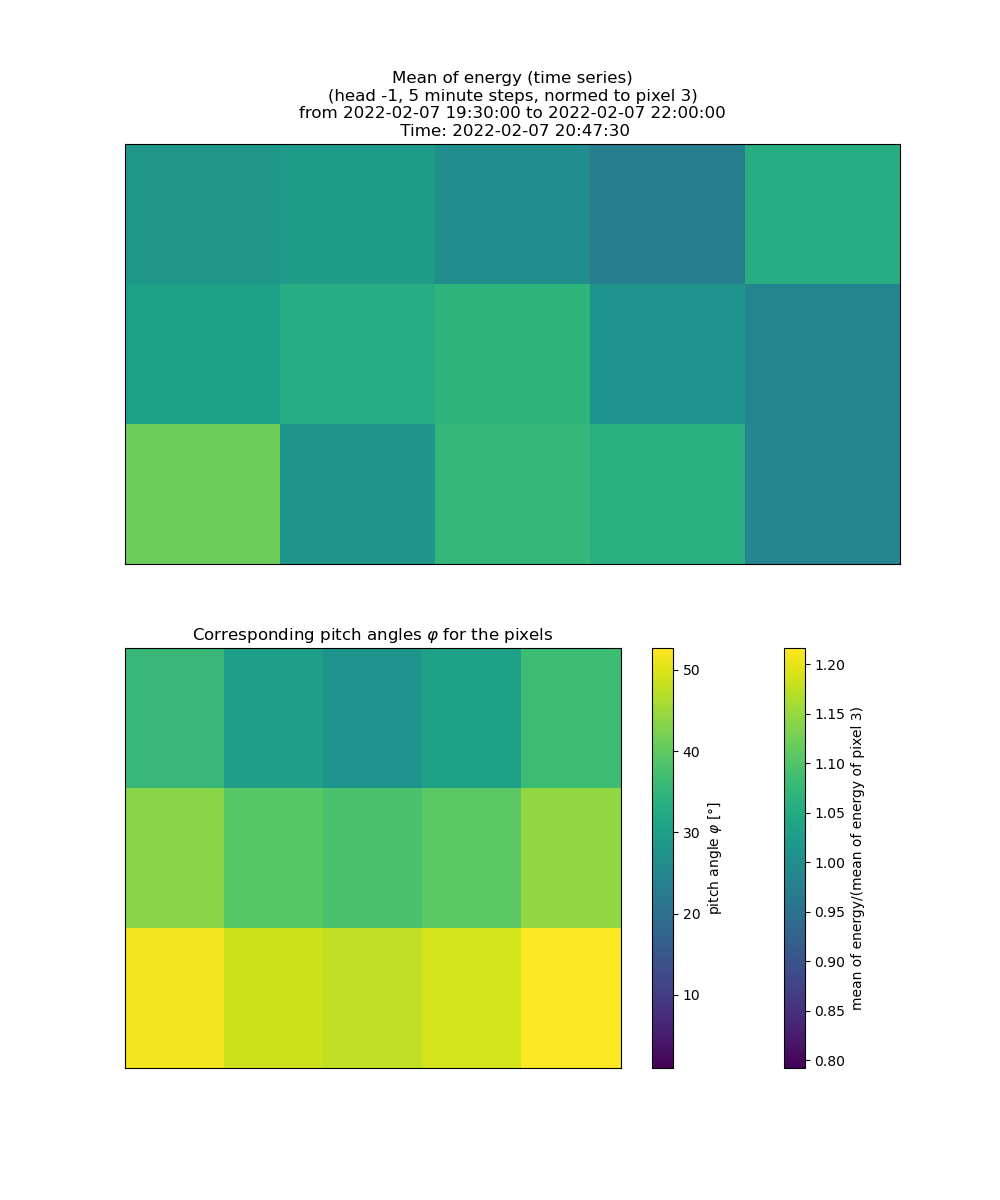 Mean of energy (time series)
(head -1, 5 minute steps, normed to pixel 3)
from 2022-02-07 19:30:00 to 2022-02-07 22:00:00
Time: 2022-02-07 20:47:30
Corresponding pitch angles φ for the pixels
50
40
30
20
10
pitch angle φ [°]
1.20
1.15
1.10
1.05
1.00
0.95
0.90
0.85
0.80
mean of energy/(mean of energy of pixel 3)